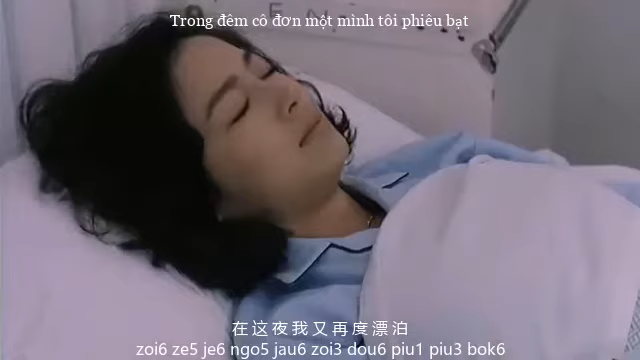 Trong đêm cô đơn một mình tôi phiêu bạt
在这夜我又再度漂泊
zoi6 ze5 je6 ngo5 jau6 zoi3 dou6 piu1 piu3 bok6